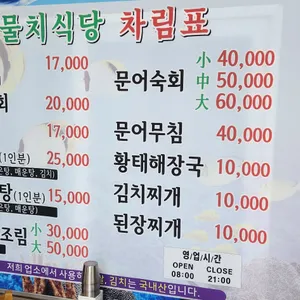 물치식당 차림표
17,000
회 20,000
17,000
(1인분) 25,000
탕(1인분) 15,000
조림 小 30,000
大 50,000
문어숙회 小 40,000
中 50,000
大 60,000
문어무침 40,000
황태해장국 10,000
김치찌개 10,000
된장찌개 10,000
영/업/시/간
OPEN CLOSE
08:00 21:00
저희 업소에서 사용하 김치는 국내산입니다.